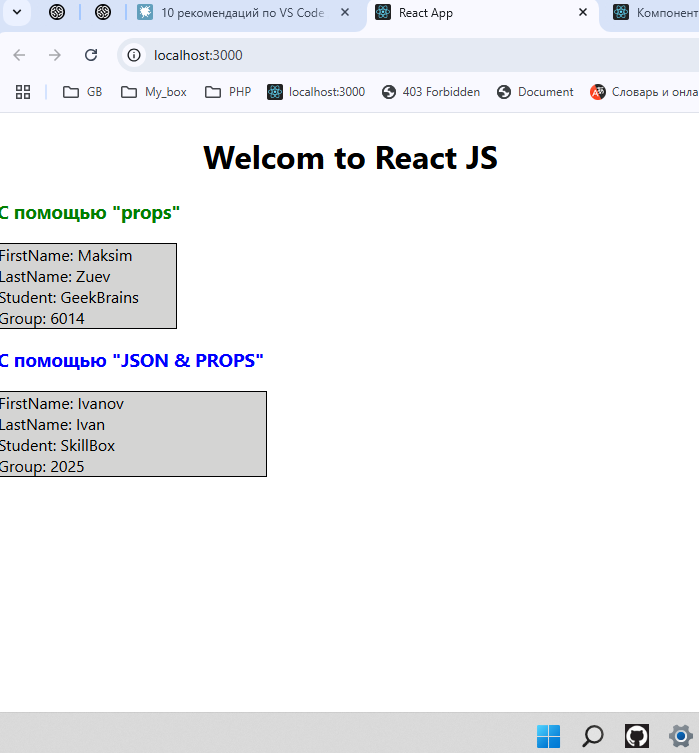 10 рекомендаций по VS Code
React App
Компонент
localhost:3000
GB
My_box
PHP
localhost:3000
403 Forbidden
Document
Словарь и онла
Welcom to React JS
С помощью "props"
FirstName: Maksim
LastName: Zuev
Student: GeekBrains
Group: 6014
С помощью "JSON & PROPS"
FirstName: Ivanov
LastName: Ivan
Student: SkillBox
Group: 2025